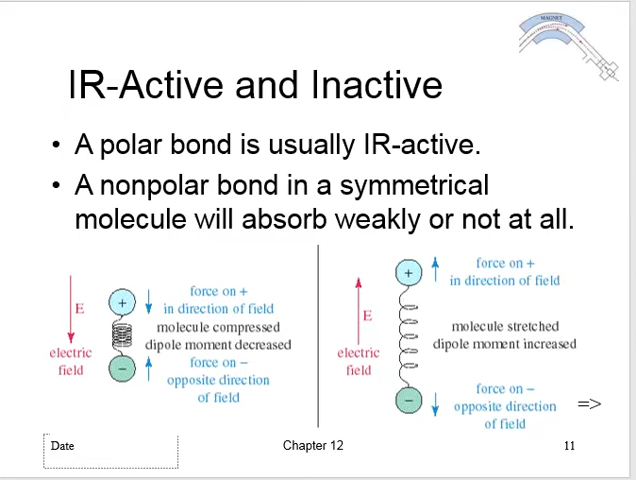 MAGNET
IR-Active and Inactive
• A polar bond is usually IR-active.
• A nonpolar bond in a symmetrical
molecule will absorb weakly or not at all.
E
electric
field
+
−
force on +
in direction of field
molecule compressed
dipole moment decreased
force on −
opposite direction
of field
E
electric
field
+
−
force on +
in direction of field
molecule stretched
dipole moment increased
force on −
opposite direction
of field
=>
Date
Chapter 12
11